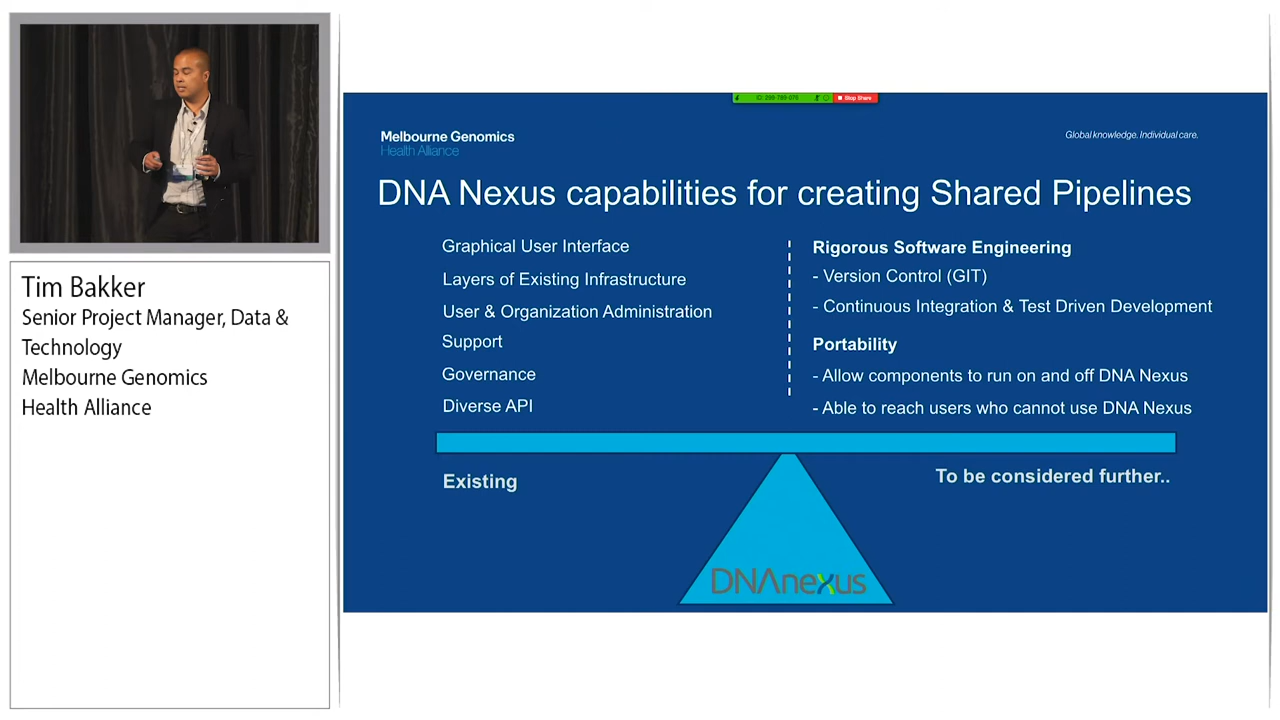 ID: 299-789-076
Stop Share
Melbourne Genomics
Health Alliance
Global knowledge. Individual care.
DNA Nexus capabilities for creating Shared Pipelines
Graphical User Interface
Layers of Existing Infrastructure
User & Organization Administration
Support
Governance
Diverse API
Rigorous Software Engineering
- Version Control (GIT)
- Continuous Integration & Test Driven Development
Portability
- Allow components to run on and off DNA Nexus
- Able to reach users who cannot use DNA Nexus
Existing
To be considered further..
DNAnexus
Tim Bakker
Senior Project Manager, Data &
Technology
Melbourne Genomics
Health Alliance